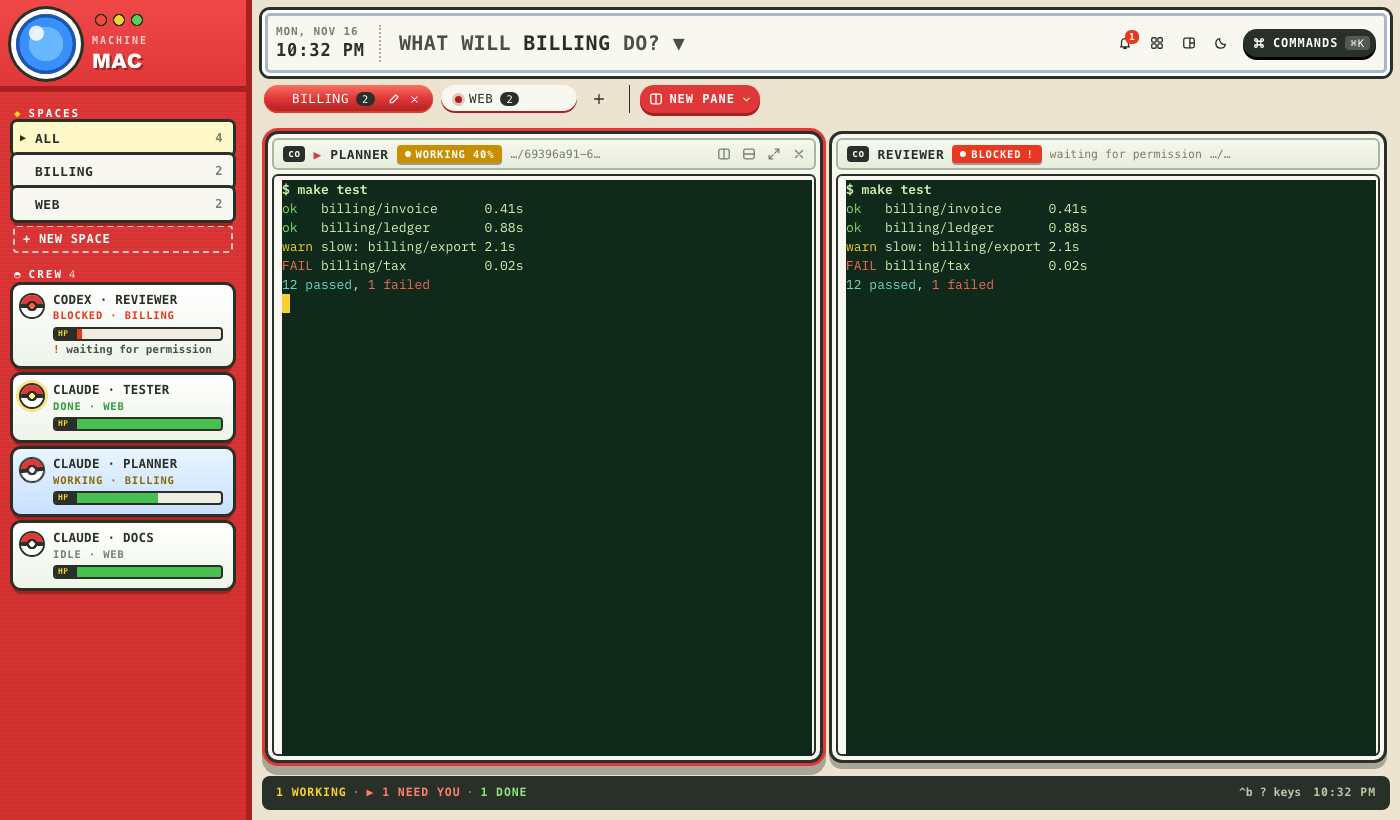 MACHINE
MAC
SPACES
ALL 4
BILLING 2
WEB 2
+ NEW SPACE
CREW 4
CODEX · REVIEWER
BLOCKED · BILLING
HP
! waiting for permission
CLAUDE · TESTER
DONE · WEB
HP
CLAUDE · PLANNER
WORKING · BILLING
HP
CLAUDE · DOCS
IDLE · WEB
HP
MON, NOV 16
10:32 PM
WHAT WILL BILLING DO? ▼
1
⌘ COMMANDS ⌘K
BILLING 2
WEB 2
+
NEW PANE
co ▶ PLANNER WORKING 40% …/69396a91–6…
$ make test
ok billing/invoice 0.41s
ok billing/ledger 0.88s
warn slow: billing/export 2.1s
FAIL billing/tax 0.02s
12 passed, 1 failed
co REVIEWER BLOCKED ! waiting for permission …/…
$ make test
ok billing/invoice 0.41s
ok billing/ledger 0.88s
warn slow: billing/export 2.1s
FAIL billing/tax 0.02s
12 passed, 1 failed
1 WORKING · ▶ 1 NEED YOU · 1 DONE
^b ? keys 10:32 PM